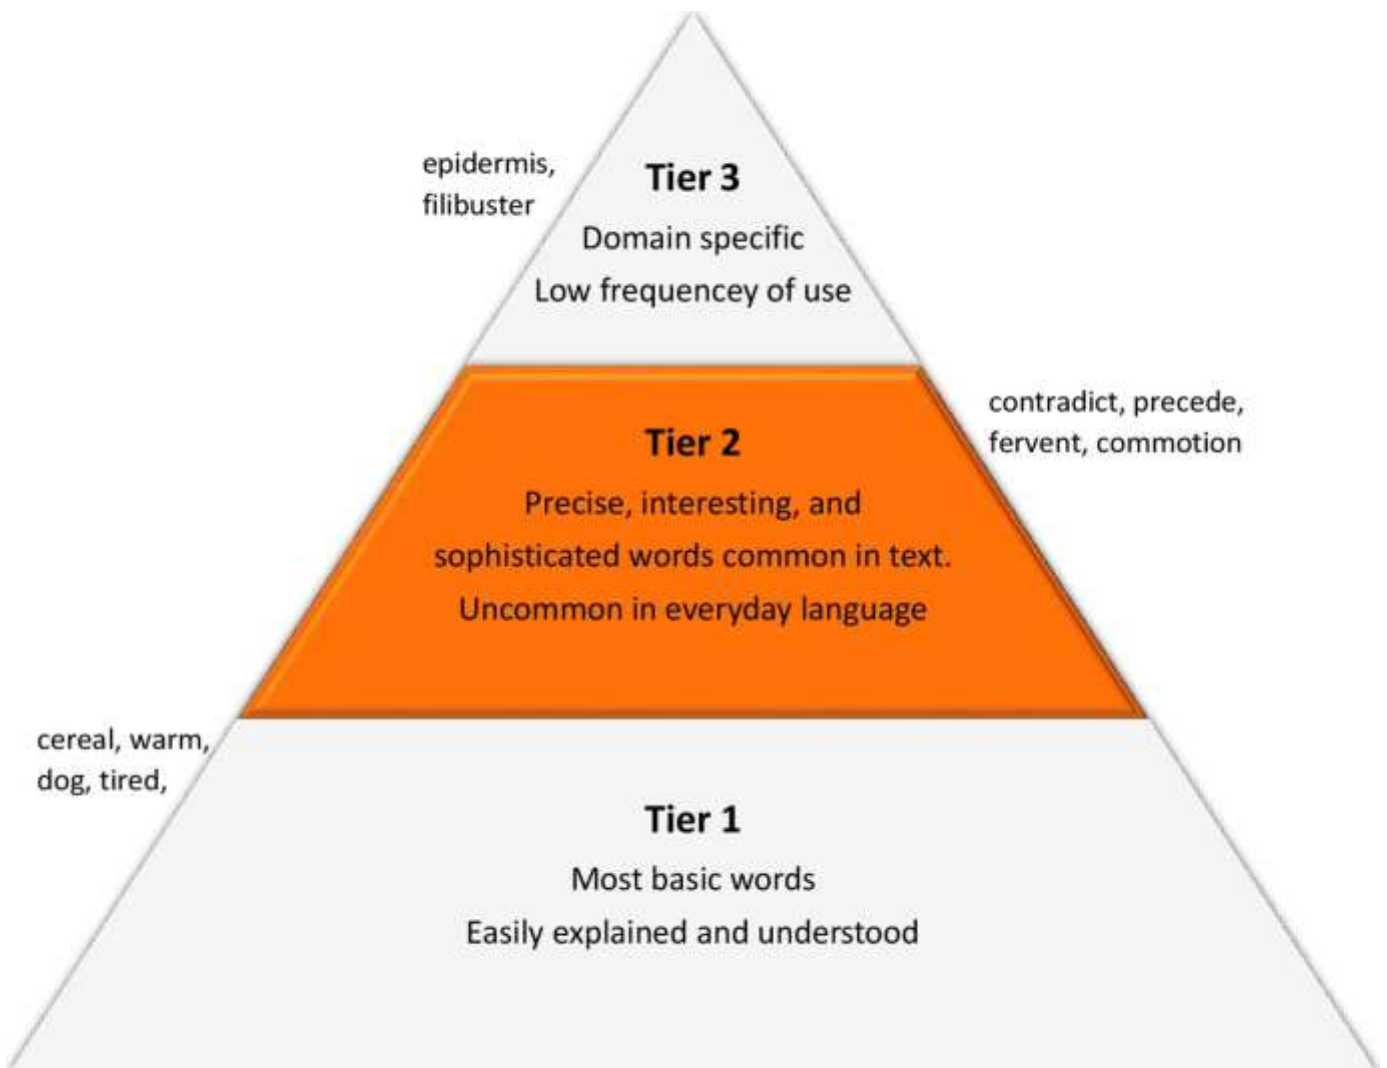 epidermis,
filibuster
Tier 3
Domain specific
Low frequencey of use
contradict, precede,
fervent, commotion
Tier 2
Precise, interesting, and
sophisticated words common in text.
Uncommon in everyday language
cereal, warm,
dog, tired,
Tier 1
Most basic words
Easily explained and understood